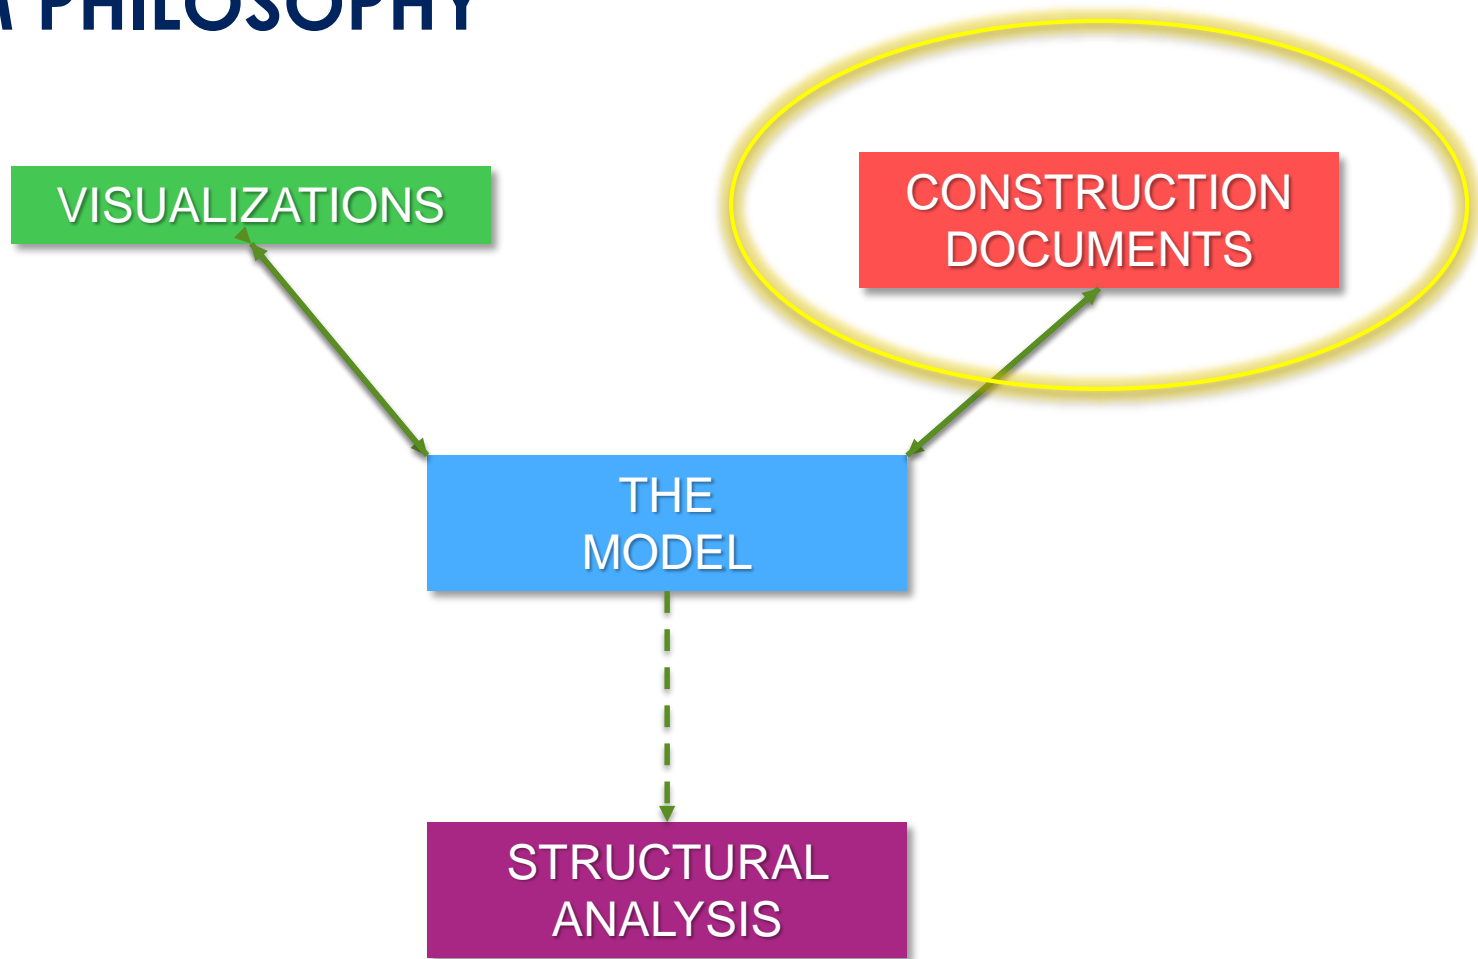 PHILOSOPHY
VISUALIZATIONS
CONSTRUCTION
DOCUMENTS
THE
MODEL
STRUCTURAL
ANALYSIS